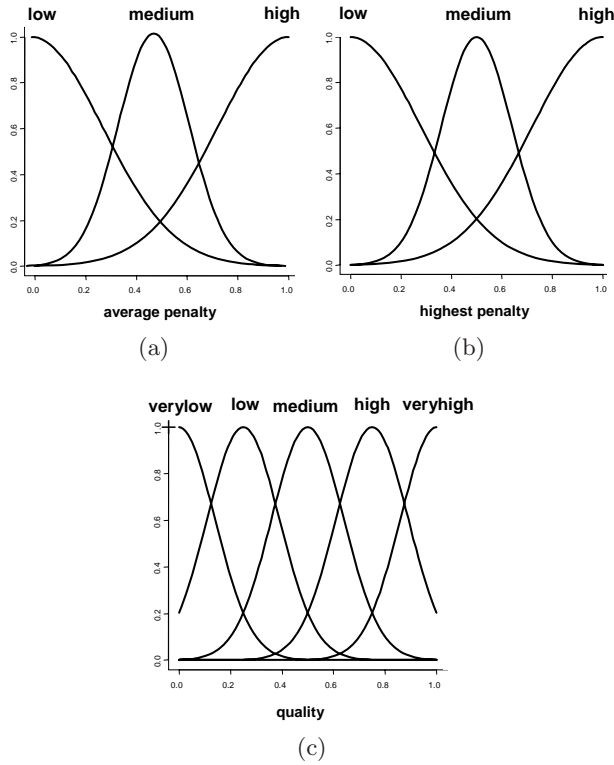 low medium high
1.0
0.8
0.6
0.4
0.2
0.0
0.0 0.2 0.4 0.6 0.8 1.0
average penalty
(a)
low medium high
1.0
0.8
0.6
0.4
0.2
0.0
0.0 0.2 0.4 0.6 0.8 1.0
highest penalty
(b)
verylow low medium high veryhigh
1.0
0.8
0.6
0.4
0.2
0.0
0.0 0.2 0.4 0.6 0.8 1.0
quality
(c)